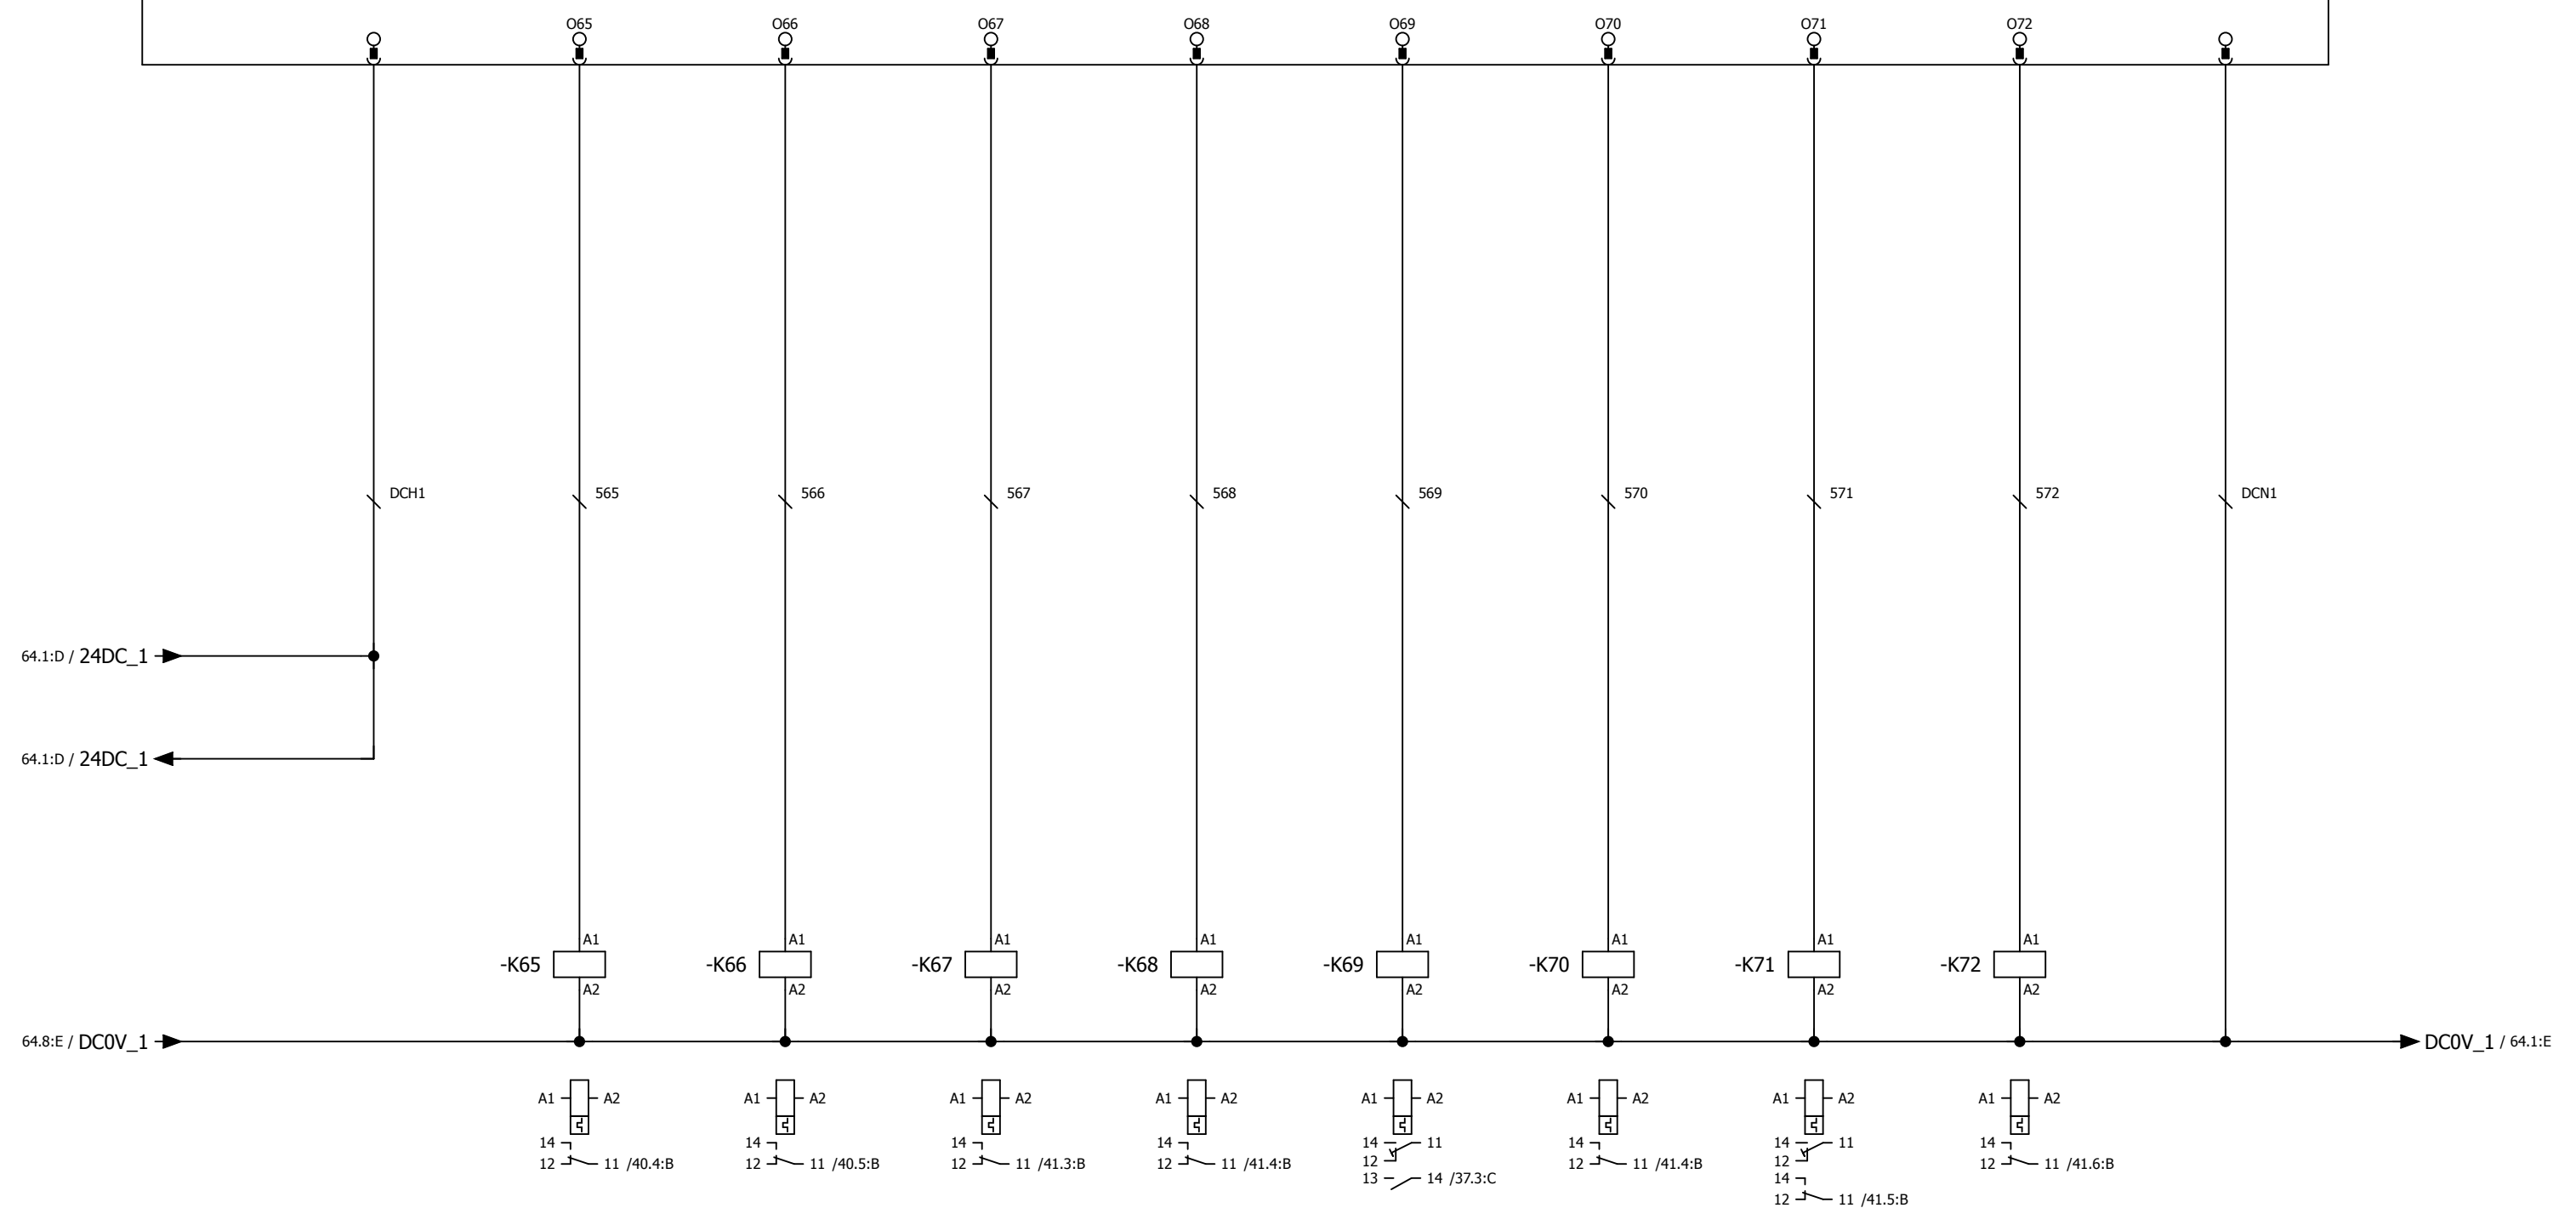 O65 O66 O67 O68 O69 O70 O71 O72
DCH1 565 566 567 568 569 570 571 572 DCN1
64.1:D / 24DC_1
64.1:D / 24DC_1
A1 A1 A1 A1 A1 A1 A1 A1
-K65 -K66 -K67 -K68 -K69 -K70 -K71 -K72
A2 A2 A2 A2 A2 A2 A2 A2
64.8:E / DC0V_1 DC0V_1 / 64.1:E
A1 A2 A1 A2 A1 A2 A1 A2 A1 A2 A1 A2 A1 A2 A1 A2
14 14 14 14 14 11 14 14 11 14
12 11 /40.4:B 12 11 /40.5:B 12 11 /41.3:B 12 11 /41.4:B 12 12 11 /41.4:B 12 12 11 /41.6:B
13 14 /37.3:C 14
12 11 /41.5:B